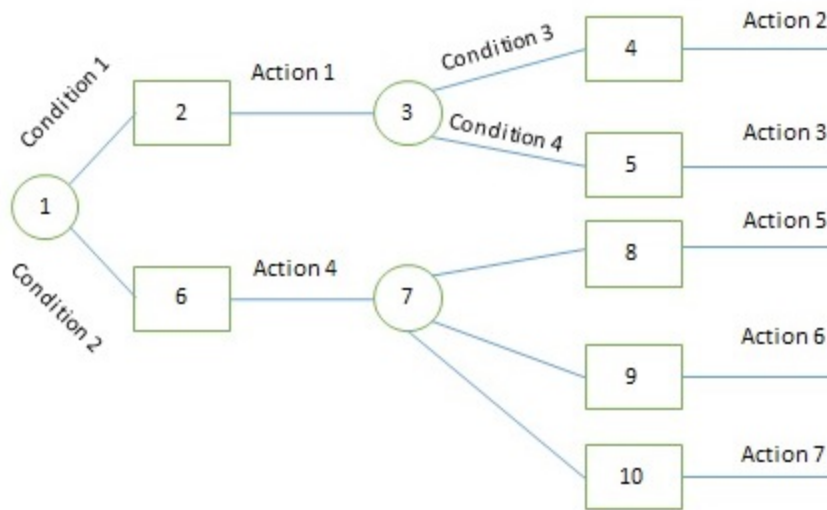 Condition 1
2
Action 1
3
Condition 3
4
Action 2
Condition 4
5
Action 3
1
Condition 2
6
Action 4
7
8
Action 5
9
Action 6
10
Action 7